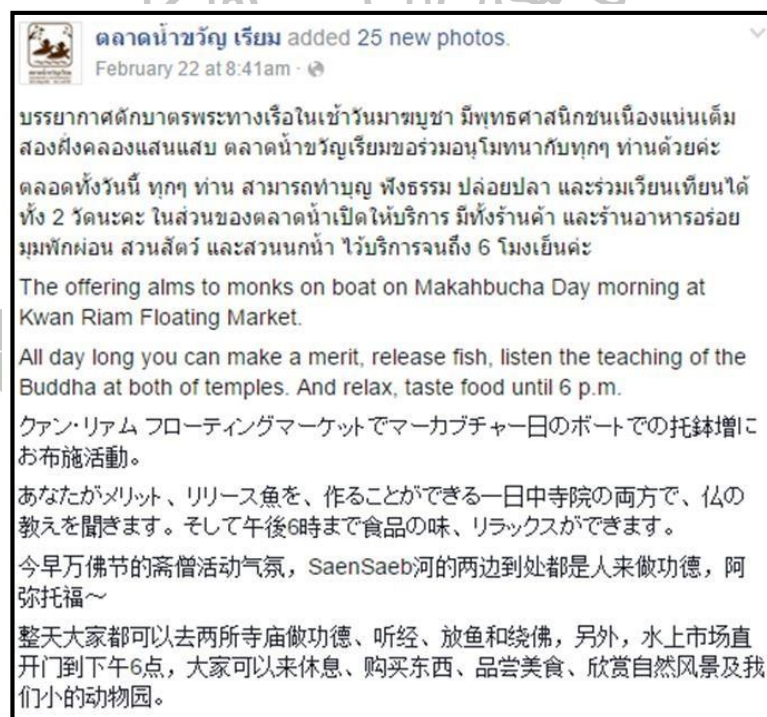 ตลาดน้ำขวัญ เรียม added 25 new photos.
February 22 at 8:41am ·
บรรยากาศตักบาตรพระทางเรือในเช้าวันมาฆบูชา มีพุทธศาสนิกชนเนืองแน่นเต็ม
สองฝั่งคลองแสนแสบ ตลาดน้ำขวัญเรียมขอร่วมอนุโมทนากับทุกๆ ท่านด้วยค่ะ
ตลอดทั้งวันนี้ ทุกๆ ท่าน สามารถทำบุญ ฟังธรรม ปล่อยปลา และร่วมเวียนเทียนได้
ทั้ง 2 วัดนะคะ ในส่วนของตลาดน้ำเปิดให้บริการ มีทั้งร้านค้า และร้านอาหารอร่อย
มุมพักผ่อน สวนสัตว์ และสวนนกน้ำ ไว้บริการจนถึง 6 โมงเย็นค่ะ
The offering alms to monks on boat on Makahbucha Day morning at
Kwan Riam Floating Market.
All day long you can make a merit, release fish, listen the teaching of the
Buddha at both of temples. And relax, taste food until 6 p.m.
クァン・リァム フローティングマーケットでマーカブチャー日のボートでの托鉢増に
お布施活動。
あなたがメリット、リリース魚を、作ることができる一日中寺院の両方で、仏の
教えを聞きます。そして午後6時まで食品の味、リラックスができます。
今早万佛节的斋僧活动气氛，SaenSaeb河的两边到处都是人来做功德，阿
弥托福～
整天大家都可以去两所寺庙做功德、听经、放鱼和绕佛，另外，水上市场直
开门到下午6点，大家可以来休息、购买东西、品尝美食、欣赏自然风景及我
们小的动物园。